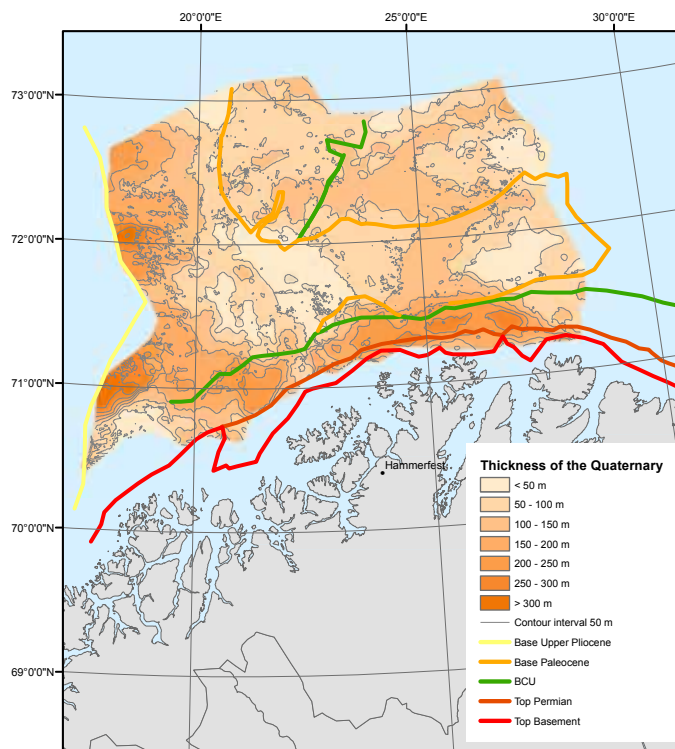 20°0'0"E 25°0'0"E 30°0'0"E
73°0'0"N
72°0'0"N
71°0'0"N
70°0'0"N
69°0'0"N
Hammerfest
Thickness of the Quaternary
< 50 m
50 - 100 m
100 - 150 m
150 - 200 m
200 - 250 m
250 - 300 m
> 300 m
Contour interval 50 m
Base Upper Pliocene
Base Paleocene
BCU
Top Permian
Top Basement